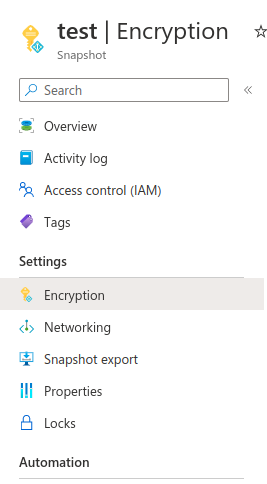 test | Encryption
Snapshot
Search
Overview
Activity log
Access control (IAM)
Tags
Settings
Encryption
Networking
Snapshot export
Properties
Locks
Automation